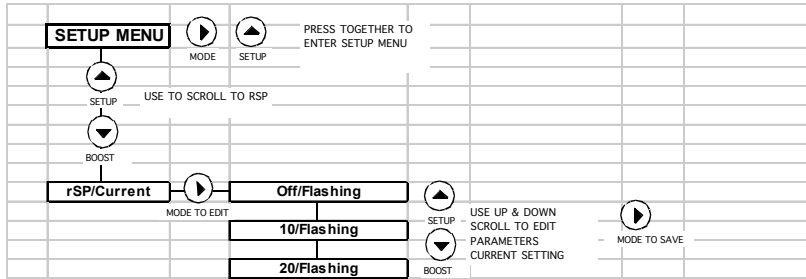 SETUP MENU
MODE
SETUP
PRESS TOGETHER TO
ENTER SETUP MENU
SETUP
USE TO SCROLL TO RSP
BOOST
rSP/Current
MODE TO EDIT
Off/Flashing
10/Flashing
20/Flashing
SETUP
BOOST
USE UP & DOWN
SCROLL TO EDIT
PARAMETERS
CURRENT SETTING
MODE TO SAVE